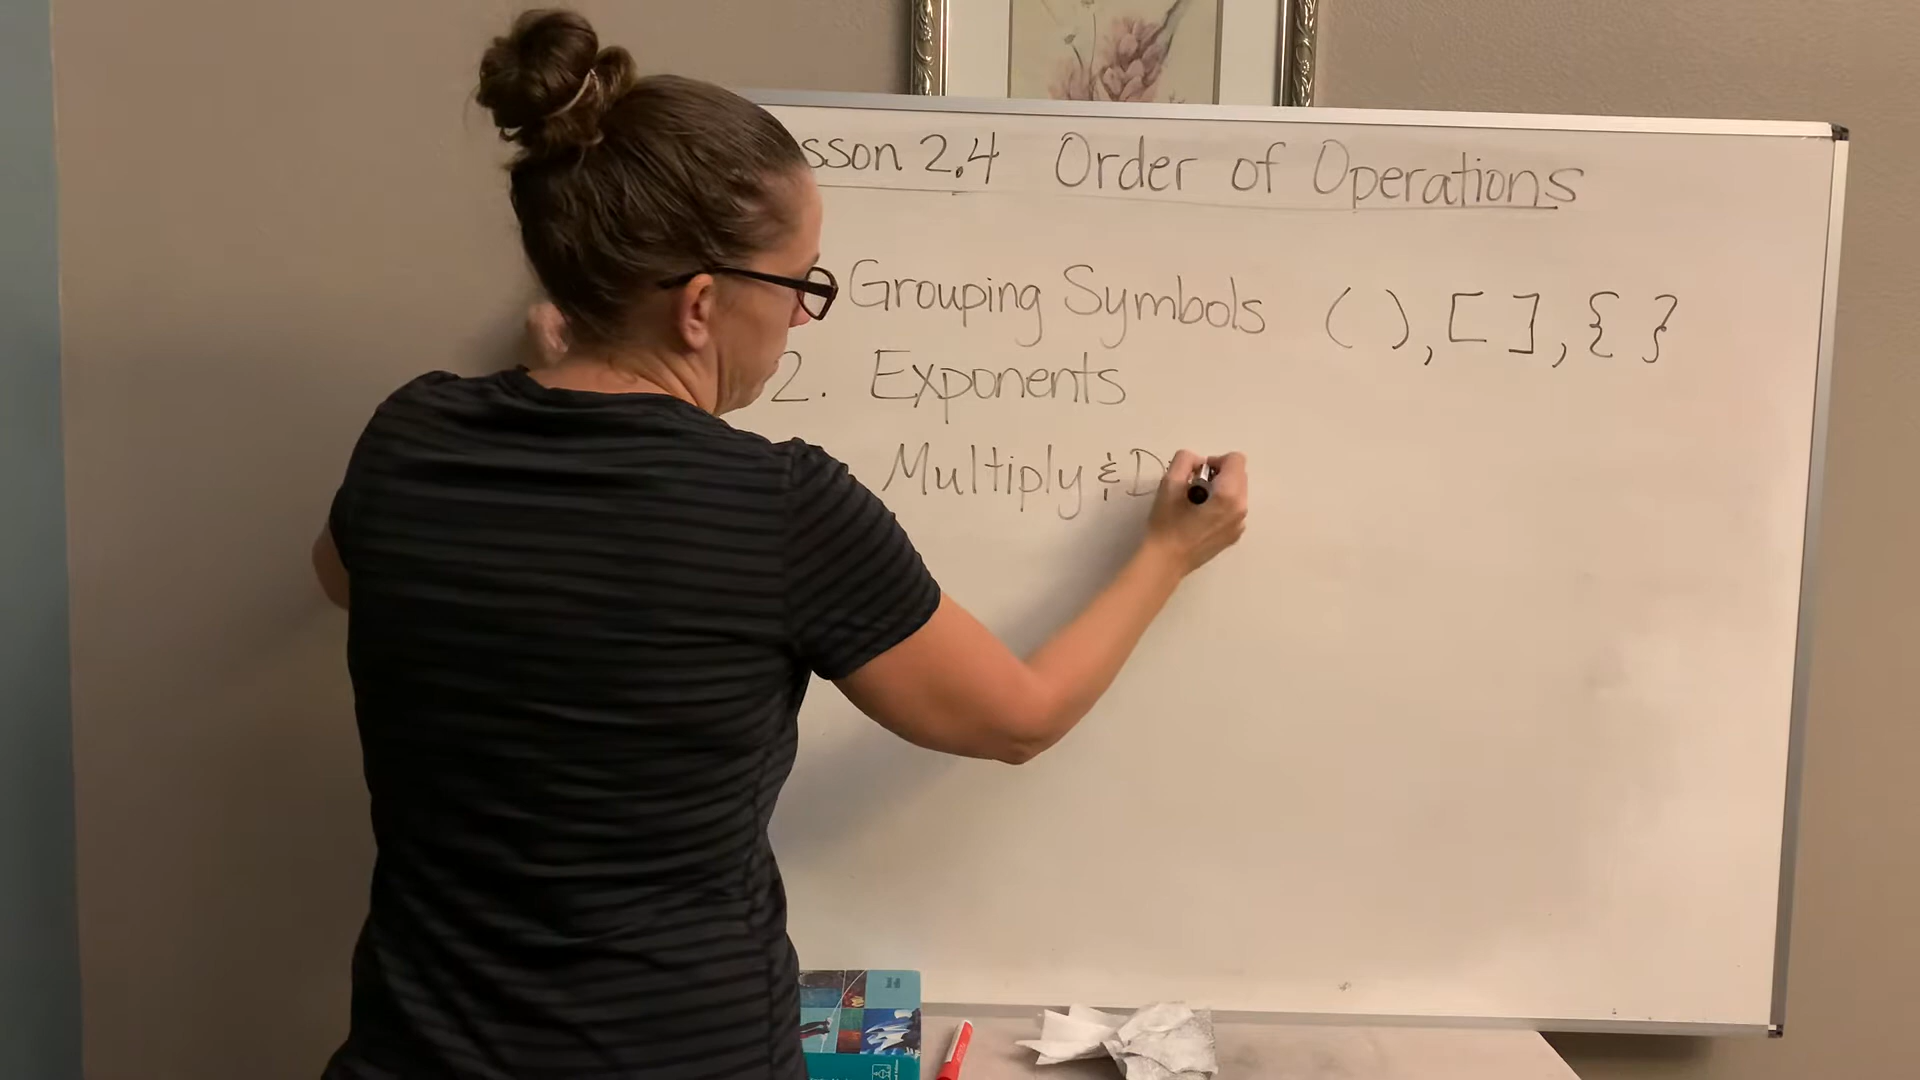 sson 2.4 Order of Operations
Grouping Symbols ( ), [ ], { }
2. Exponents
Multiply & D